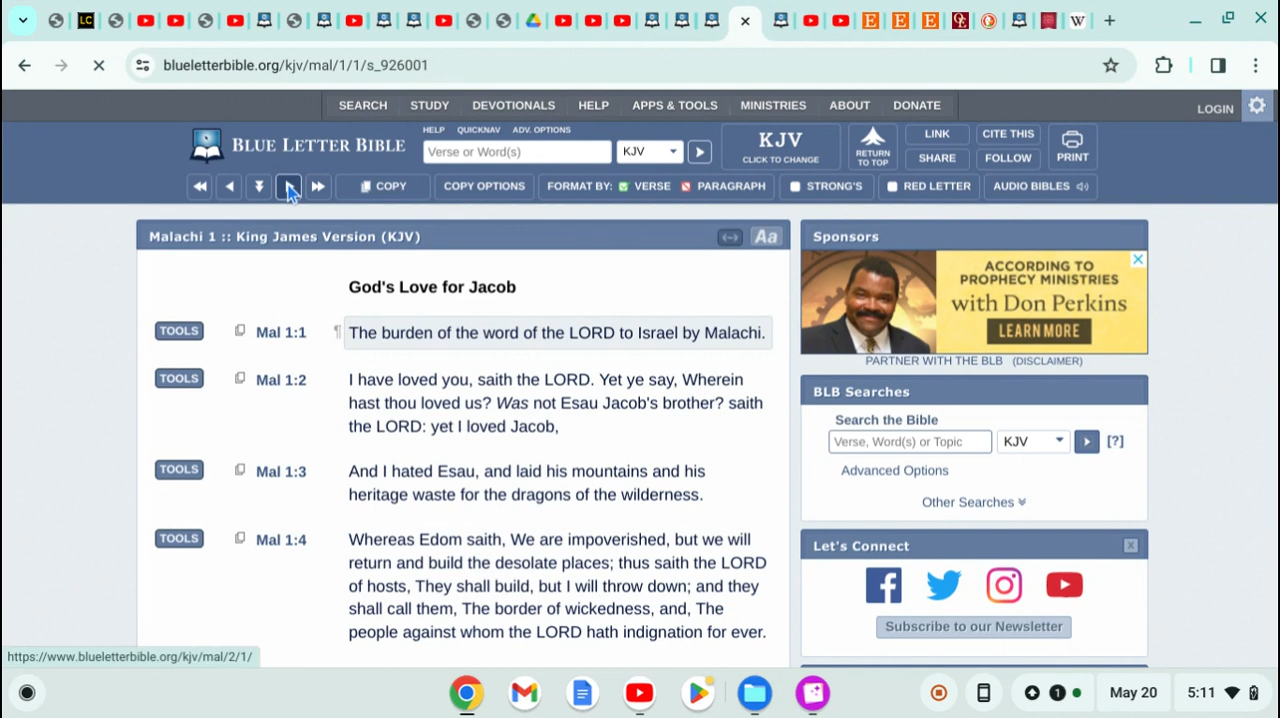 LC
W
blueletterbible.org/kjv/mal/1/1/s_926001
SEARCH STUDY DEVOTIONALS HELP APPS & TOOLS MINISTRIES ABOUT DONATE LOGIN
BLUE LETTER BIBLE
HELP QUICKNAV ADV. OPTIONS
Verse or Word(s) KJV
KJV
CLICK TO CHANGE
RETURN
TO TOP
LINK CITE THIS
SHARE FOLLOW
PRINT
COPY COPY OPTIONS FORMAT BY: VERSE PARAGRAPH STRONG'S RED LETTER AUDIO BIBLES
Malachi 1 :: King James Version (KJV) Aa
God's Love for Jacob
TOOLS Mal 1:1 ¶ The burden of the word of the LORD to Israel by Malachi.
TOOLS Mal 1:2 I have loved you, saith the LORD. Yet ye say, Wherein
hast thou loved us? Was not Esau Jacob's brother? saith
the LORD: yet I loved Jacob,
TOOLS Mal 1:3 And I hated Esau, and laid his mountains and his
heritage waste for the dragons of the wilderness.
TOOLS Mal 1:4 Whereas Edom saith, We are impoverished, but we will
return and build the desolate places; thus saith the LORD
of hosts, They shall build, but I will throw down; and they
shall call them, The border of wickedness, and, The
people against whom the LORD hath indignation for ever.
Sponsors
ACCORDING TO
PROPHECY MINISTRIES
with Don Perkins
LEARN MORE
PARTNER WITH THE BLB (DISCLAIMER)
BLB Searches
Search the Bible
Verse, Word(s) or Topic KJV [?]
Advanced Options
Other Searches
Let's Connect
Subscribe to our Newsletter
https://www.blueletterbible.org/kjv/mal/2/1/
1 May 20 5:11